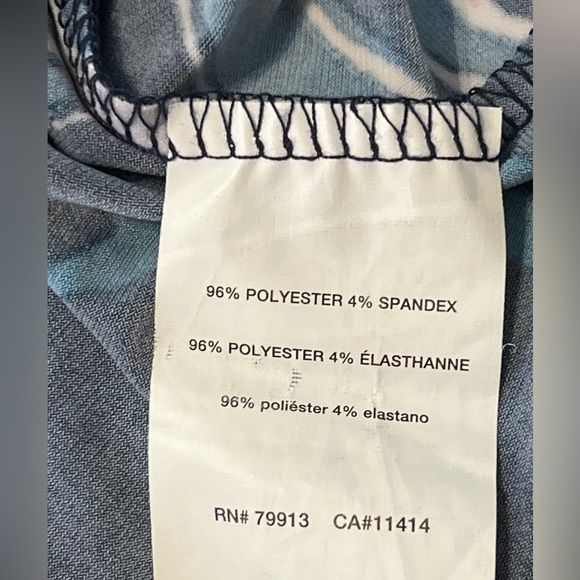 96% POLYESTER 4% SPANDEX
96% POLYESTER 4% ÉLASTHANNE
96% poliéster 4% elastano
RN# 79913 CA#11414